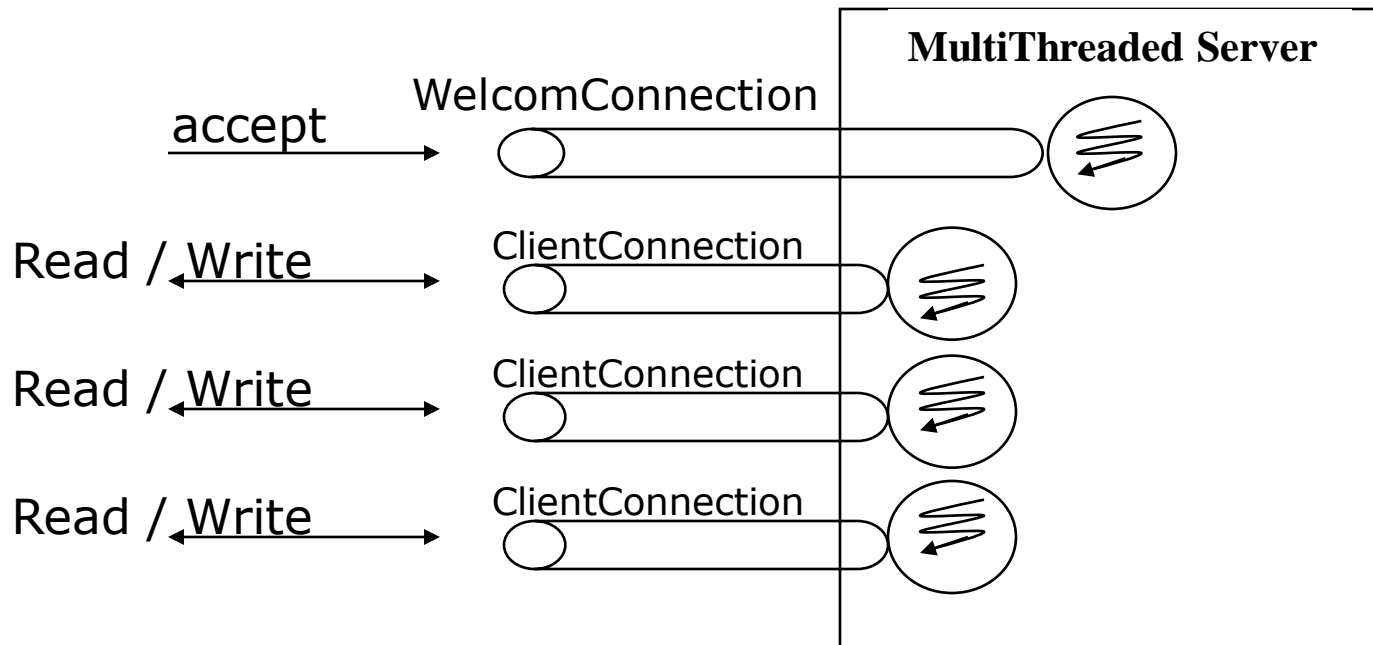 MultiThreaded Server
WelcomConnection
accept
ClientConnection
Read / Write
ClientConnection
Read / Write
ClientConnection
Read / Write